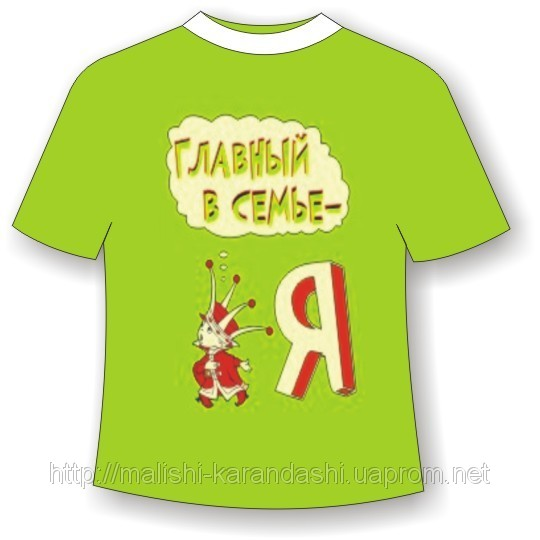 ГЛАВНЫЙ
В СЕМЬЕ-
Я
http://malishi-karandashi.uaprom.net